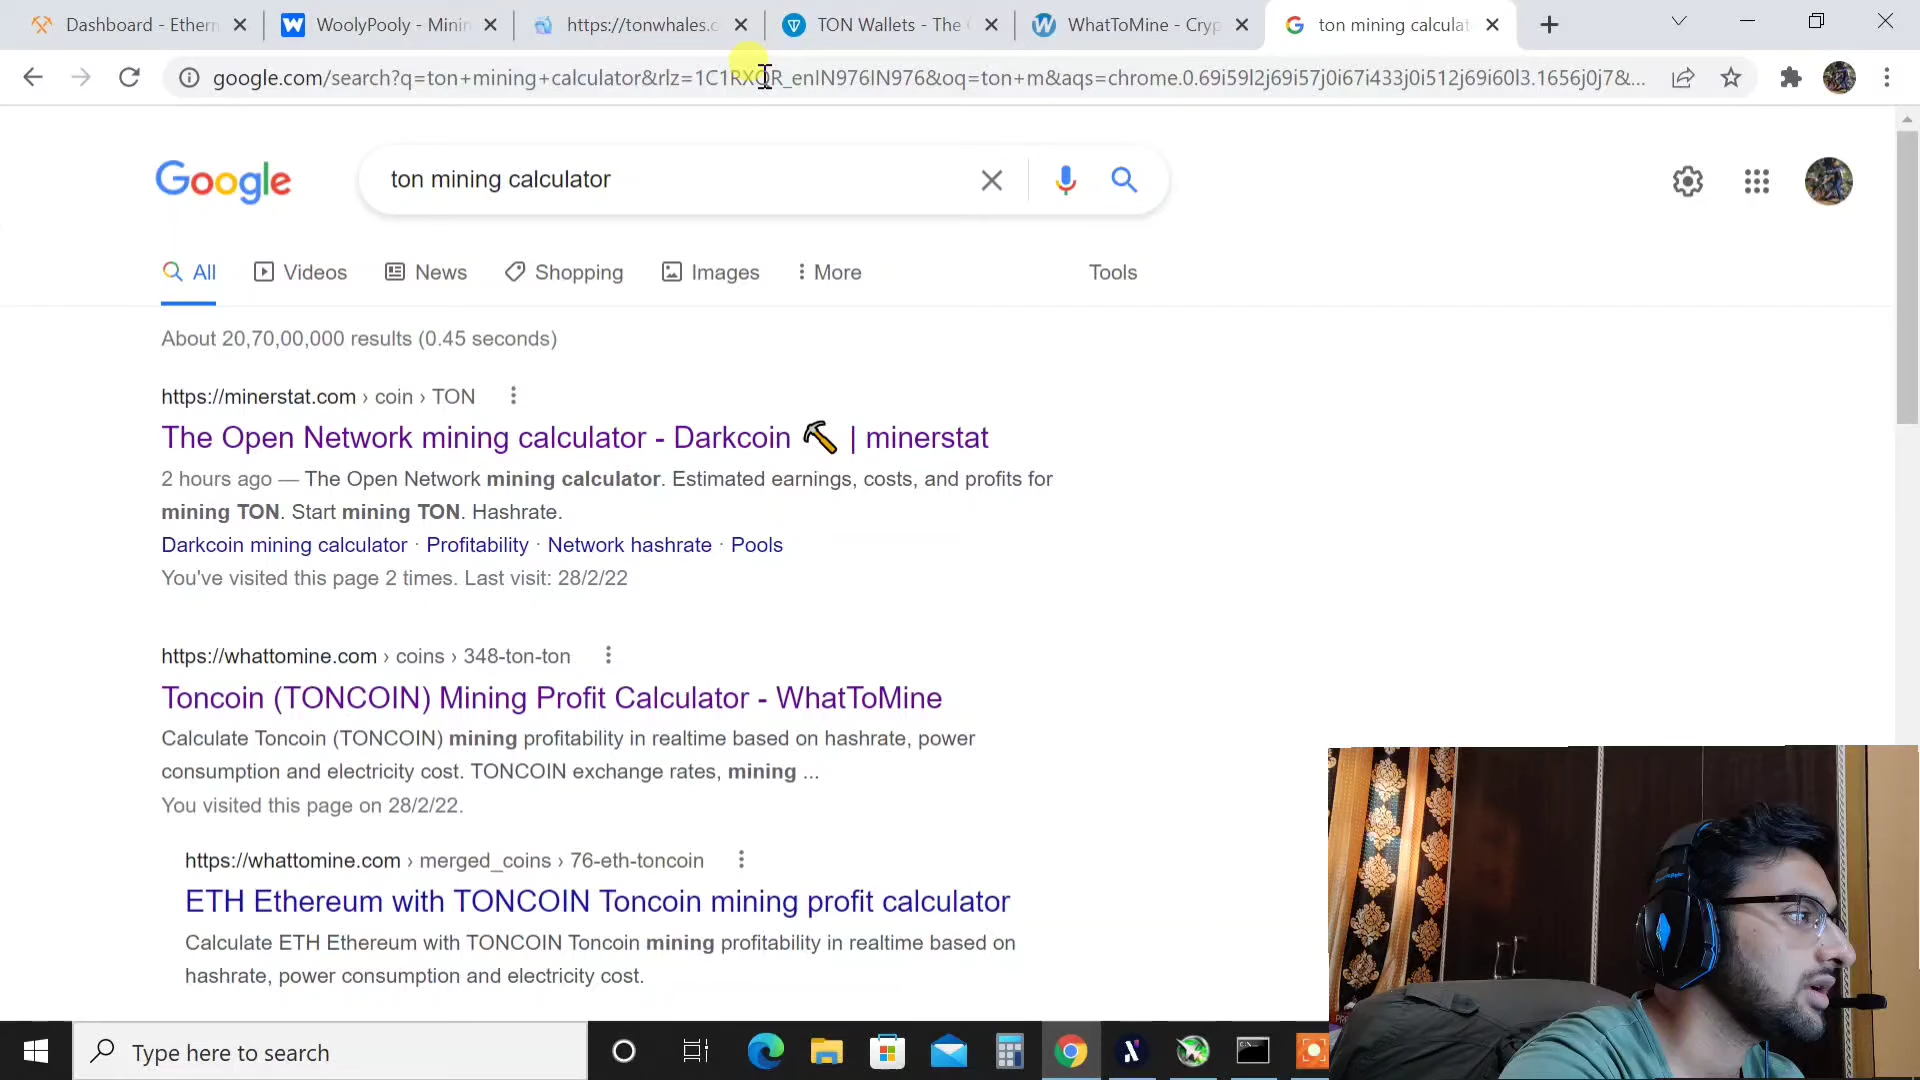 Dashboard - Ethern
WoolyPooly - Minin
https://tonwhales.c
TON Wallets - The
WhatToMine - Cryp
ton mining calculat
google.com/search?q=ton+mining+calculator&rlz=1C1RXQR_enIN976IN976&oq=ton+m&aqs=chrome.0.69i59l2j69i57j0i67i433j0i512j69i60l3.1656j0j7&...
Google
ton mining calculator
All
Videos
News
Shopping
Images
More
Tools
About 20,70,00,000 results (0.45 seconds)
https://minerstat.com › coin › TON
The Open Network mining calculator - Darkcoin ⛏ | minerstat
2 hours ago — The Open Network mining calculator. Estimated earnings, costs, and profits for
mining TON. Start mining TON. Hashrate.
Darkcoin mining calculator · Profitability · Network hashrate · Pools
You've visited this page 2 times. Last visit: 28/2/22
https://whattomine.com › coins › 348-ton-ton
Toncoin (TONCOIN) Mining Profit Calculator - WhatToMine
Calculate Toncoin (TONCOIN) mining profitability in realtime based on hashrate, power
consumption and electricity cost. TONCOIN exchange rates, mining ...
You visited this page on 28/2/22.
https://whattomine.com › merged_coins › 76-eth-toncoin
ETH Ethereum with TONCOIN Toncoin mining profit calculator
Calculate ETH Ethereum with TONCOIN Toncoin mining profitability in realtime based on
hashrate, power consumption and electricity cost.
Type here to search